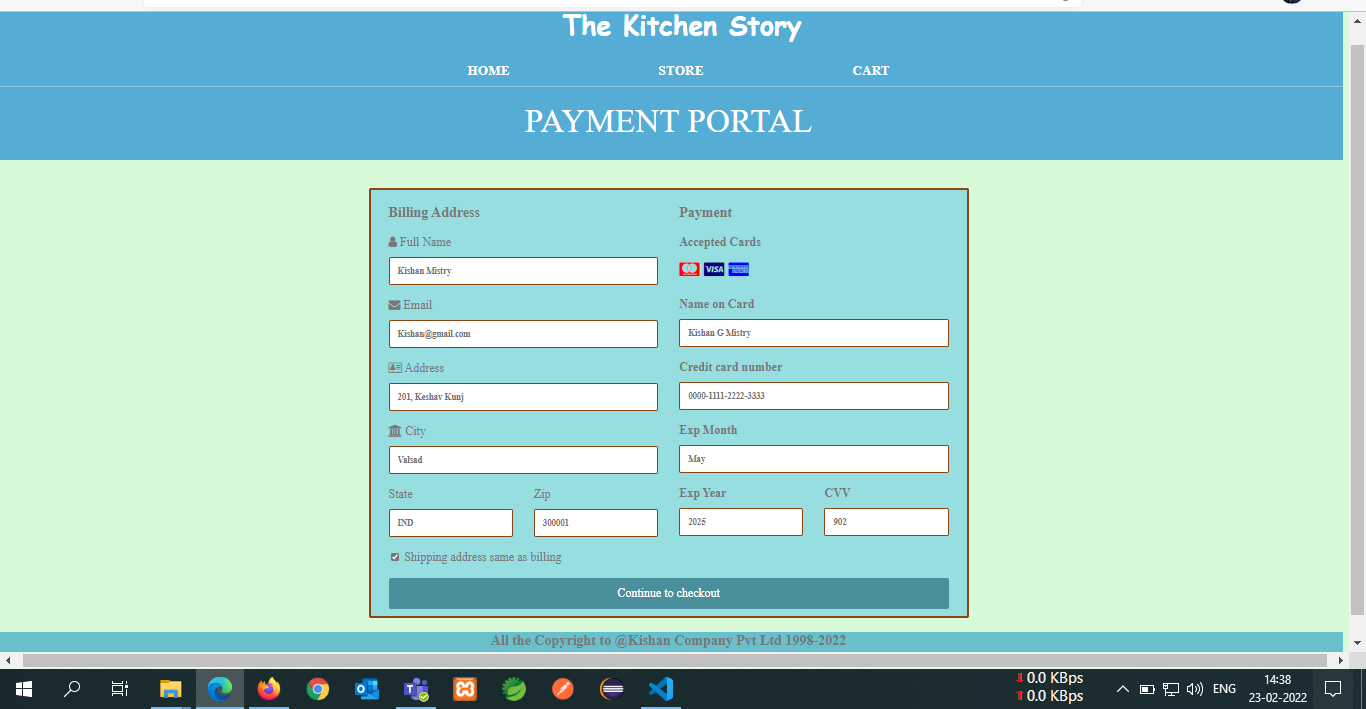 The Kitchen Story
HOME STORE CART
PAYMENT PORTAL
Billing Address
Full Name
Kishan Mistry
Email
Kishan@gmail.com
Address
201, Keshav Kunj
City
Valsad
State Zip
IND 300001
Shipping address same as billing
Payment
Accepted Cards
VISA
Name on Card
Kishan G Mistry
Credit card number
0000-1111-2222-3333
Exp Month
May
Exp Year CVV
2025 902
Continue to checkout
All the Copyright to @Kishan Company Pvt Ltd 1998-2022
0.0 KBps
0.0 KBps
ENG
14:38
23-02-2022